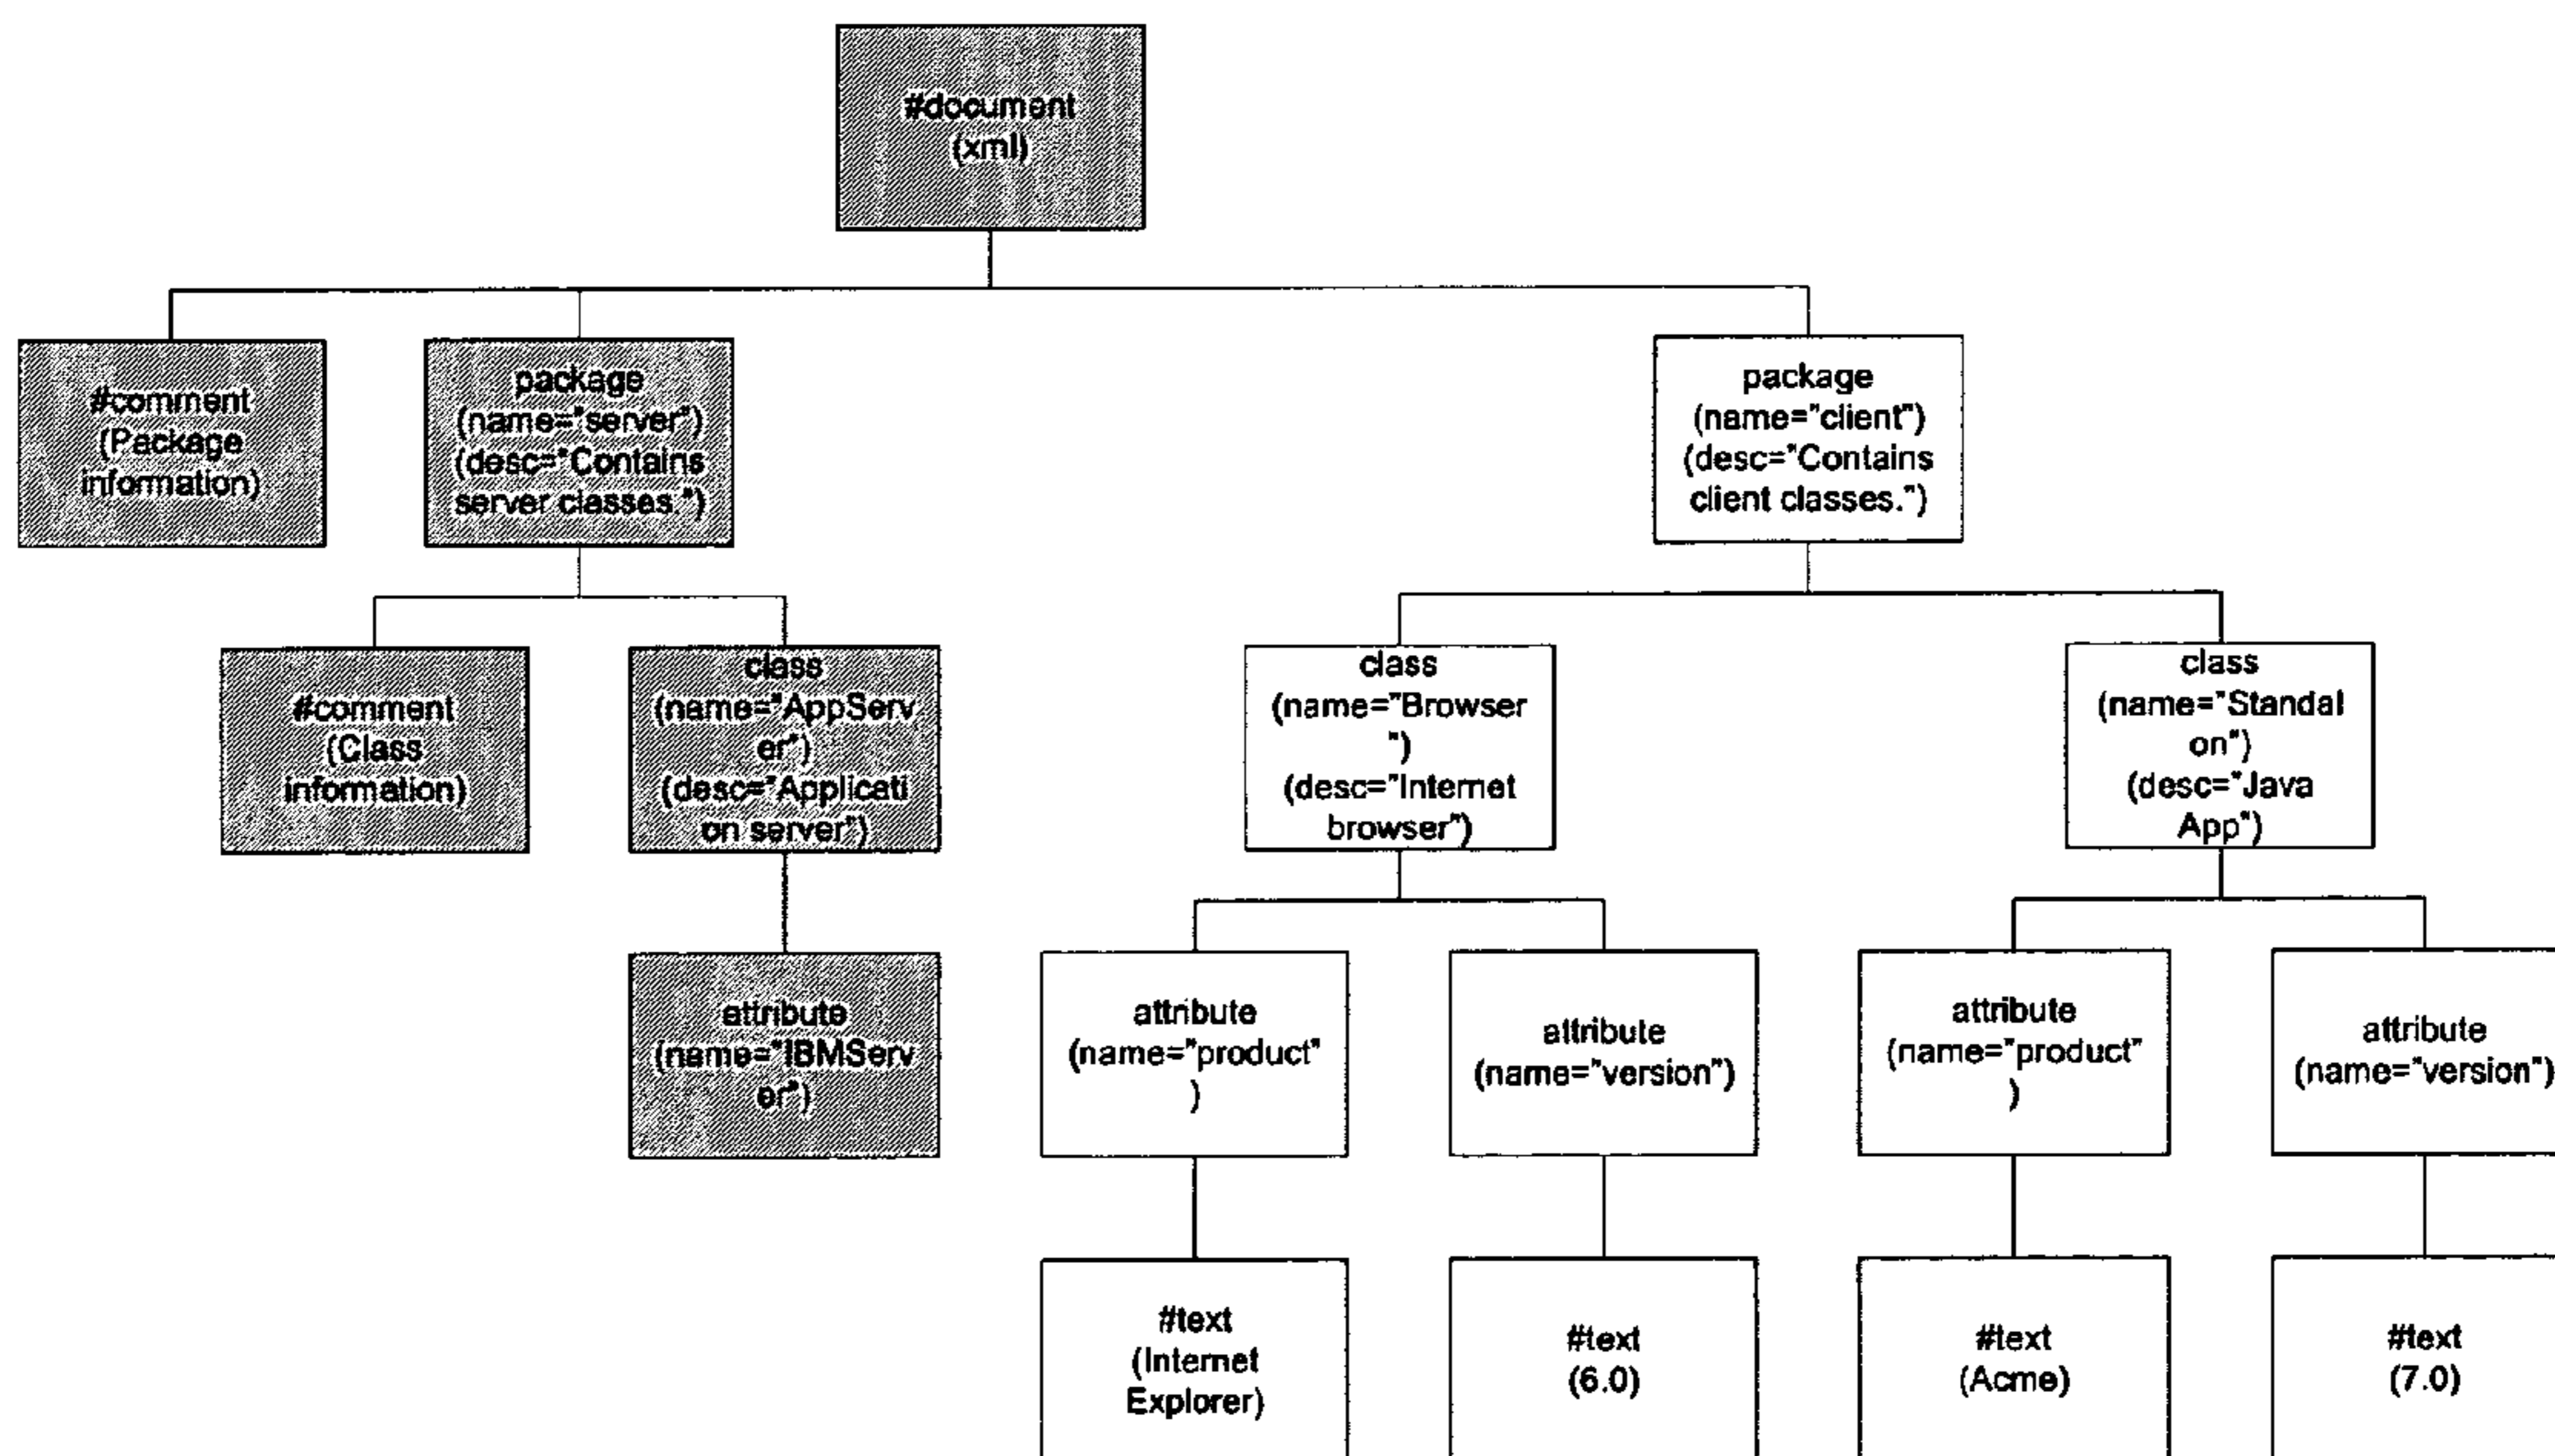 #document
(xml)
#comment
(Package
information)
package
(name="server")
(desc="Contains
server classes.")
package
(name="client")
(desc="Contains
client classes.")
#comment
(Class
information)
class
(name="AppServ
er")
(desc="Applicati
on server")
class
(name="Browser
")
(desc="Internet
browser")
class
(name="Standal
on")
(desc="Java
App")
attribute
(name="IBMServ
er")
attribute
(name="product"
)
attribute
(name="version")
attribute
(name="product"
)
attribute
(name="version")
#text
(Internet
Explorer)
#text
(6.0)
#text
(Acme)
#text
(7.0)